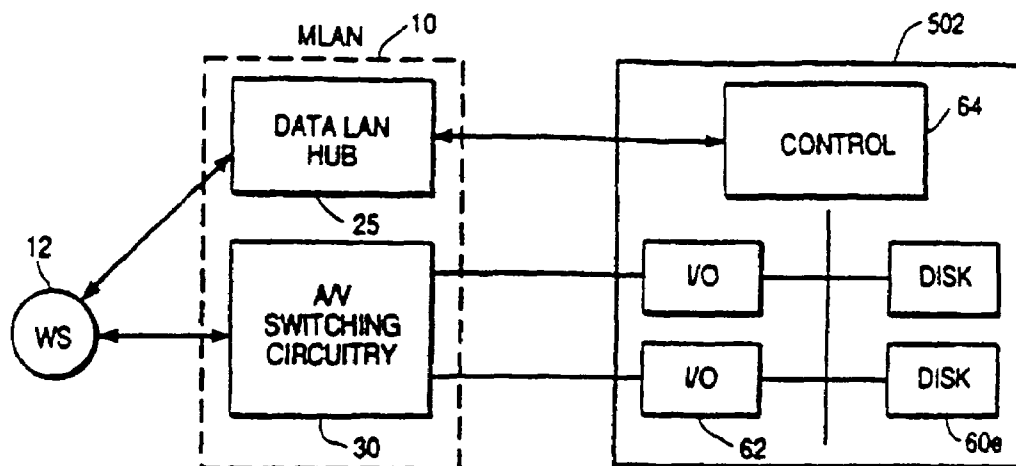 MLAN
10
502
DATA LAN
HUB
25
CONTROL
64
12
WS
A/V
SWITCHING
CIRCUITRY
30
I/O
DISK
I/O
62
DISK
60e